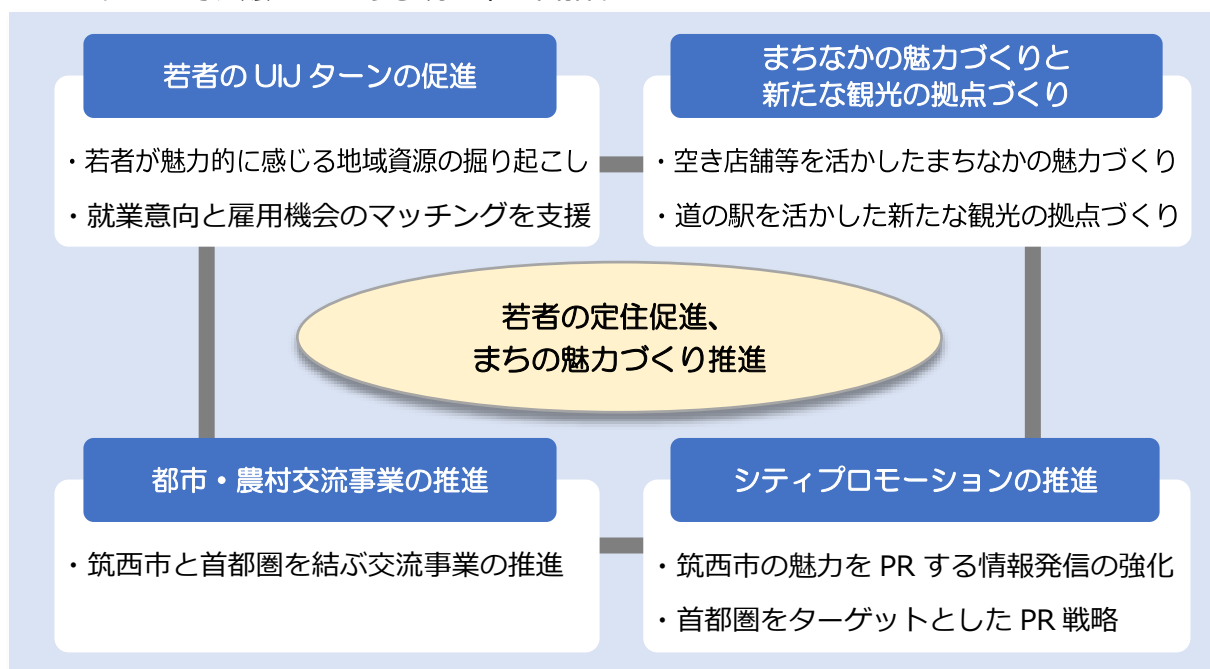 若者の UIJ ターンの促進
・若者が魅力的に感じる地域資源の掘り起こし
・就業意向と雇用機会のマッチングを支援
まちなかの魅力づくりと
新たな観光の拠点づくり
・空き店舗等を活かしたまちなかの魅力づくり
・道の駅を活かした新たな観光の拠点づくり
若者の定住促進、
まちの魅力づくり推進
都市・農村交流事業の推進
・筑西市と首都圏を結ぶ交流事業の推進
シティプロモーションの推進
・筑西市の魅力を PR する情報発信の強化
・首都圏をターゲットとした PR 戦略